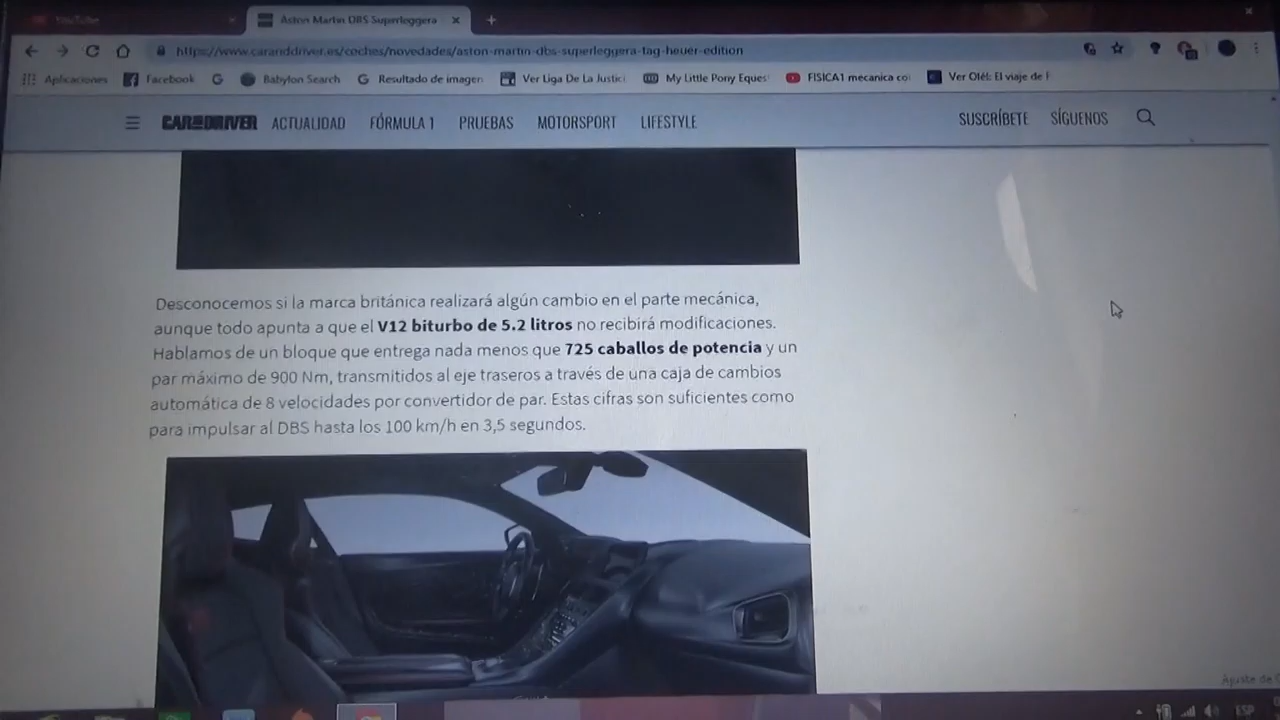 YouTube
Aston Martin DBS Superleggera
https://www.caranddriver.es/coches/novedades/aston-martin-dbs-superleggera-tag-heuer-edition
Aplicaciones Facebook Babylon Search Resultado de imagen Ver Liga De La Justic My Little Pony Eques FISICA1 mecanica co Ver Olé!: El viaje de F
CAR AND DRIVER ACTUALIDAD FÓRMULA 1 PRUEBAS MOTORSPORT LIFESTYLE SUSCRÍBETE SÍGUENOS
Desconocemos si la marca británica realizará algún cambio en el parte mecánica,
aunque todo apunta a que el V12 biturbo de 5.2 litros no recibirá modificaciones.
Hablamos de un bloque que entrega nada menos que 725 caballos de potencia y un
par máximo de 900 Nm, transmitidos al eje traseros a través de una caja de cambios
automática de 8 velocidades por convertidor de par. Estas cifras son suficientes como
para impulsar al DBS hasta los 100 km/h en 3,5 segundos.
Ajuste de
ESP